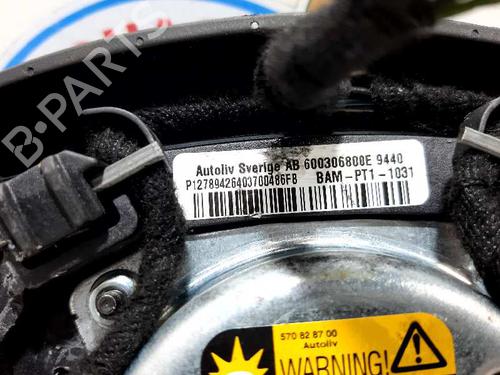 B-PARTS
Autoliv Sverige AB 600306800E 9440
P12789426403700486F8 BAM-PT1-1031
570 82 87 00
Autoliv
WARNING!